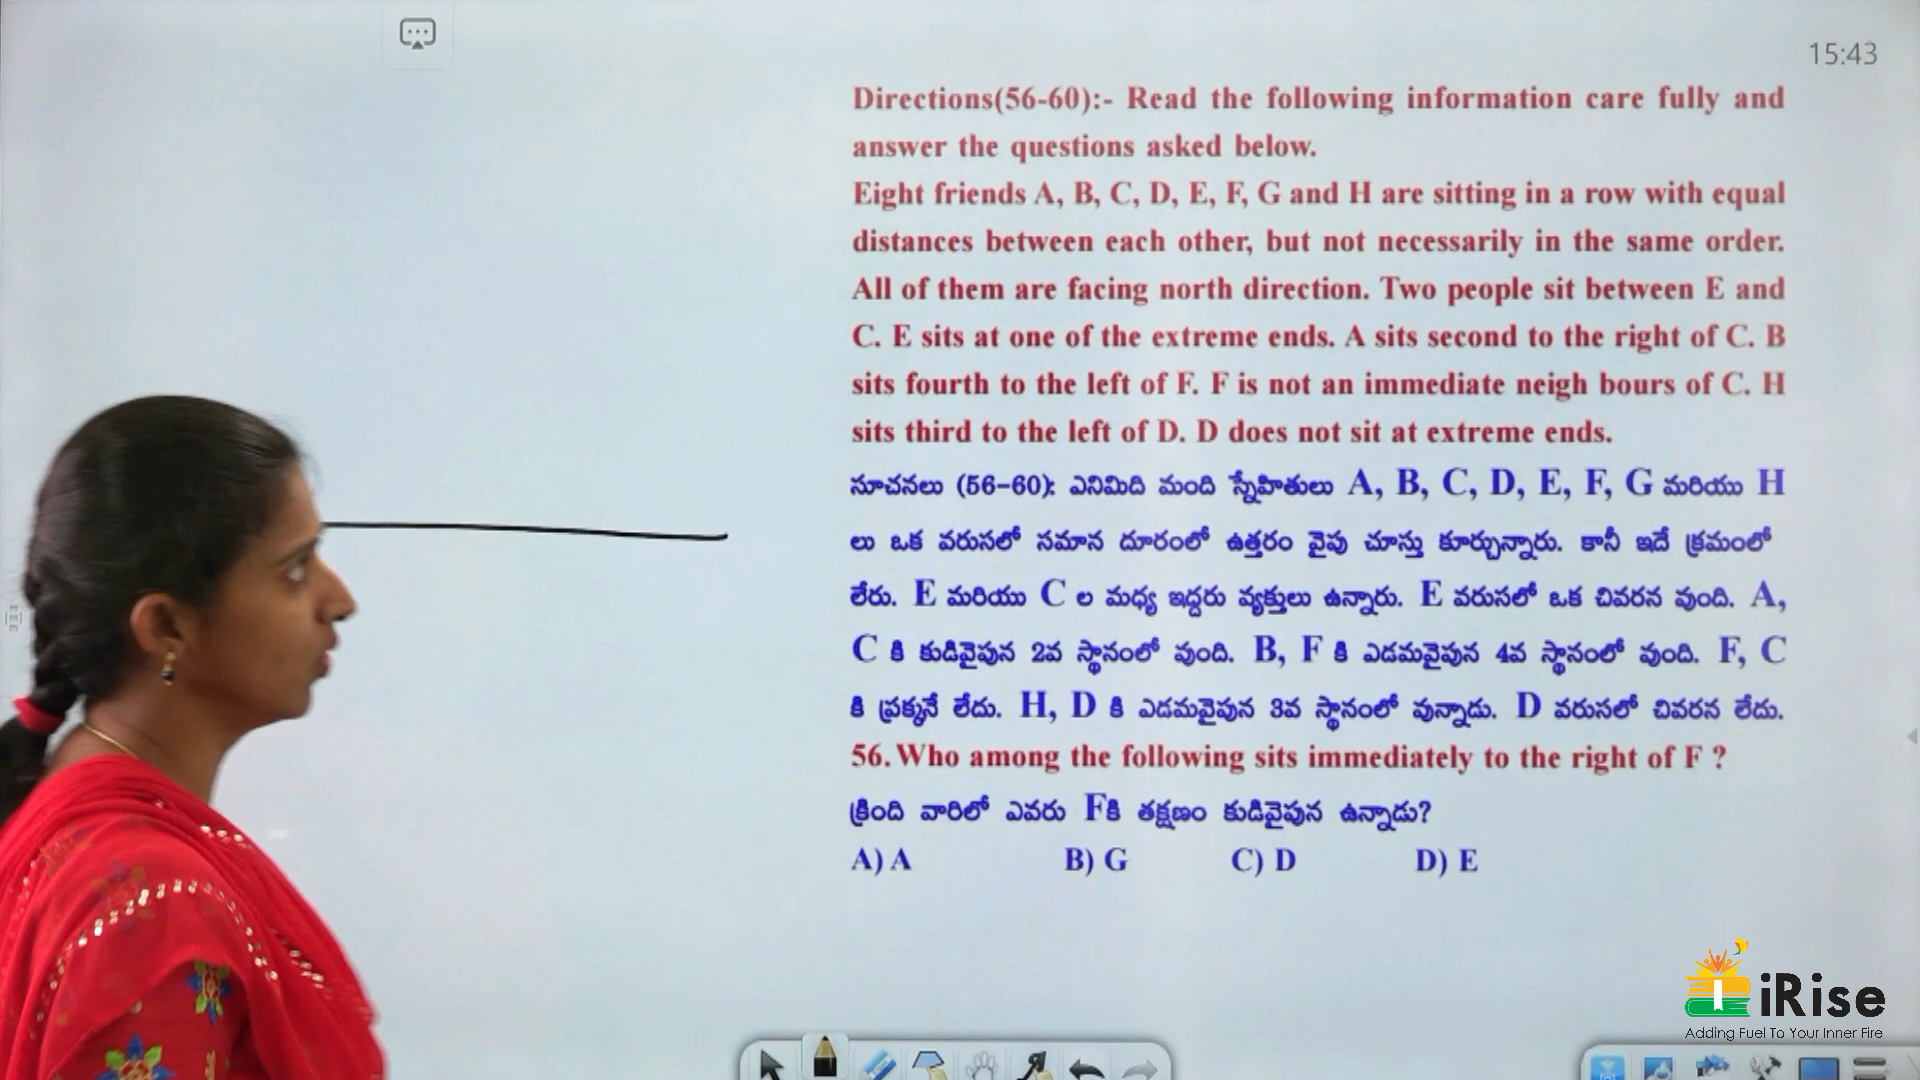 15:43
Directions(56-60):- Read the following information care fully and
answer the questions asked below.
Eight friends A, B, C, D, E, F, G and H are sitting in a row with equal
distances between each other, but not necessarily in the same order.
All of them are facing north direction. Two people sit between E and
C. E sits at one of the extreme ends. A sits second to the right of C. B
sits fourth to the left of F. F is not an immediate neigh bours of C. H
sits third to the left of D. D does not sit at extreme ends.
సూచనలు (56-60): ఎనిమిది మంది స్నేహితులు A, B, C, D, E, F, G మరియు H
లు ఒక వరుసలో సమాన దూరంలో ఉత్తరం వైపు చూస్తు కూర్చున్నారు. కానీ ఇదే క్రమంలో
లేరు. E మరియు C ల మధ్య ఇద్దరు వ్యక్తులు ఉన్నారు. E వరుసలో ఒక చివరన వుంది. A,
C కి కుడివైపున 2వ స్థానంలో వుంది. B, F కి ఎడమవైపున 4వ స్థానంలో వుంది. F, C
కి ప్రక్కనే లేదు. H, D కి ఎడమవైపున 3వ స్థానంలో వున్నాడు. D వరుసలో చివరన లేదు.
56. Who among the following sits immediately to the right of F ?
క్రింది వారిలో ఎవరు Fకి తక్షణం కుడివైపున ఉన్నాడు?
A) A B) G C) D D) E
iRise
Adding Fuel To Your Inner Fire